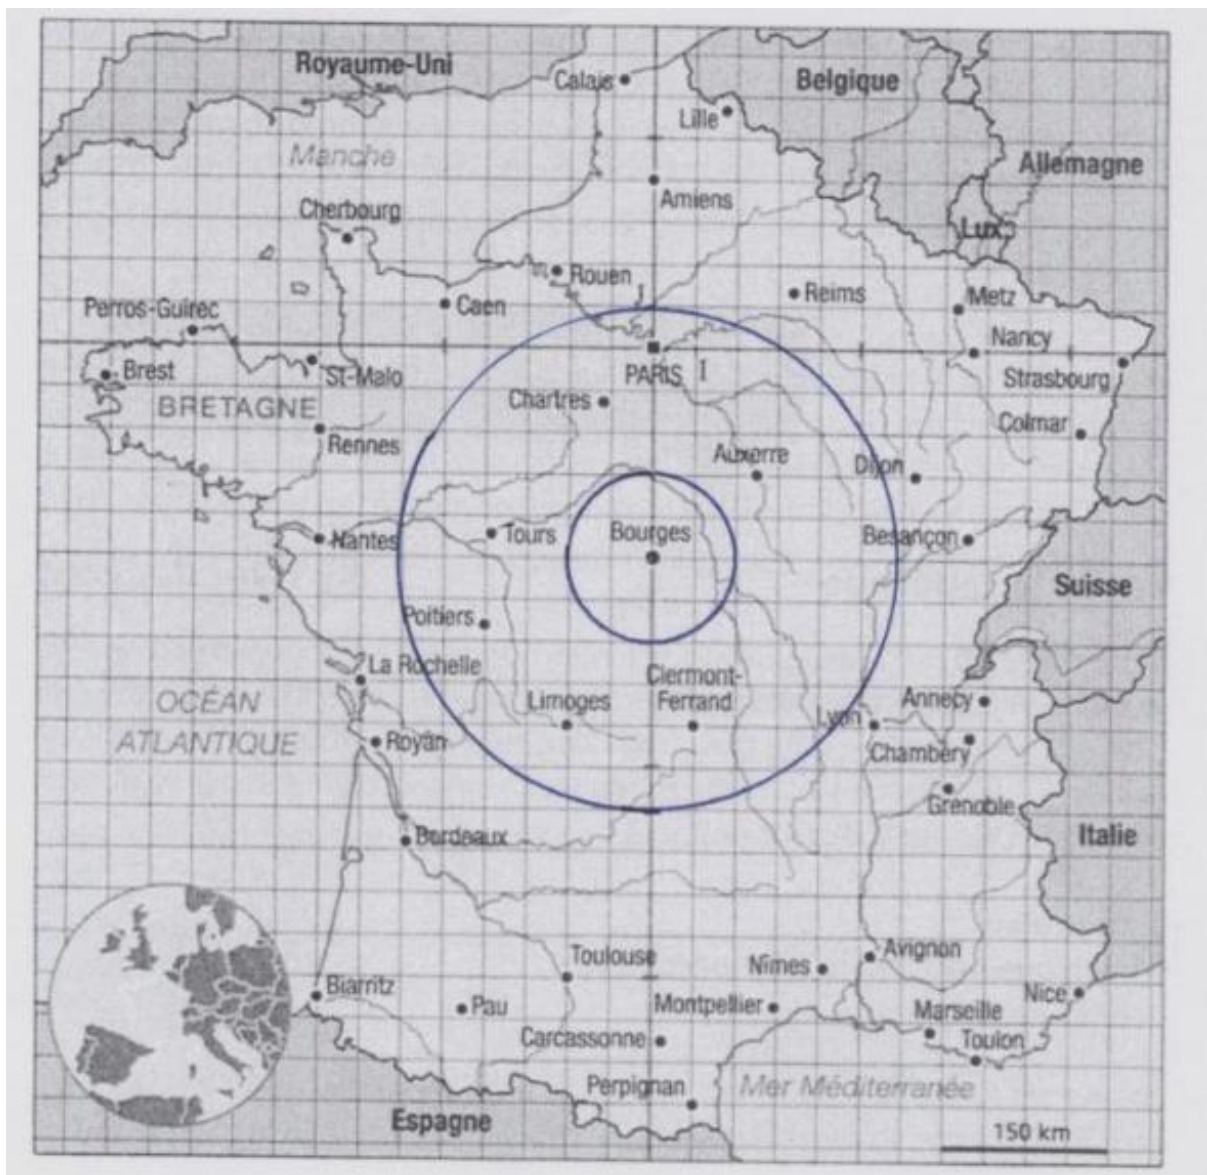 Royaume-Uni
Calais
Belgique
Lille
Manche
Allemagne
Amiens
Cherbourg
Lux
Rouen
Reims
Metz
Perros-Guirec
Caen
Nancy
Brest
St-Malo
PARIS
Strasbourg
BRETAGNE
Chartres
Colmar
Rennes
Auxerre
Dijon
Nantes
Tours
Bourges
Besançon
Suisse
Poitiers
La Rochelle
Clermont-
Ferrand
OCÉAN
ATLANTIQUE
Limoges
Lyon
Annecy
Royan
Chambéry
Grenoble
Bordeaux
Italie
Toulouse
Nîmes
Avignon
Biarritz
Pau
Montpellier
Nice
Marseille
Carcassonne
Toulon
Perpignan
Mer Méditerranée
Espagne
150 km